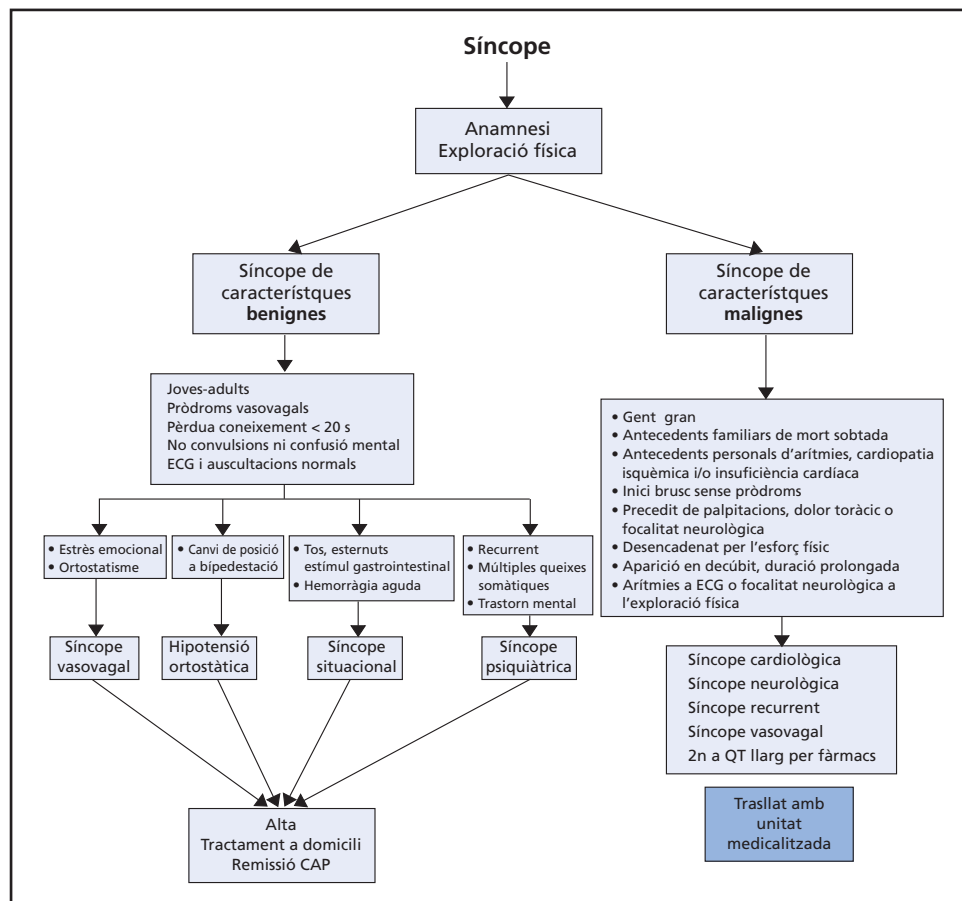 Síncope
Anamnesi
Exploració física
Síncope de
característques
benignes
Síncope de
característques
malignes
Joves-adults
Pròdroms vasovagals
Pèrdua coneixement < 20 s
No convulsions ni confusió mental
ECG i auscultacions normals
• Gent gran
• Antecedents familiars de mort sobtada
• Antecedents personals d'arítmies, cardiopatia
isquèmica i/o insuficiència cardíaca
• Inici brusc sense pròdroms
• Precedit de palpitacions, dolor toràcic o
focalitat neurològica
• Desencadenat per l'esforç físic
• Aparició en decúbit, duració prolongada
• Arítmies a ECG o focalitat neurològica a
l'exploració física
• Estrès emocional
• Ortostatisme
• Canvi de posició
a bipedestació
• Tos, esternuts
estímul gastrointestinal
• Hemorràgia aguda
• Recurrent
• Múltiples queixes
somàtiques
• Trastorn mental
Síncope
vasovagal
Hipotensió
ortostàtica
Síncope
situacional
Síncope
psiquiàtrica
Síncope cardiològica
Síncope neurològica
Síncope recurrent
Síncope vasovagal
2n a QT llarg per fàrmacs
Alta
Tractament a domicili
Remissió CAP
Trasllat amb
unitat
medicalitzada